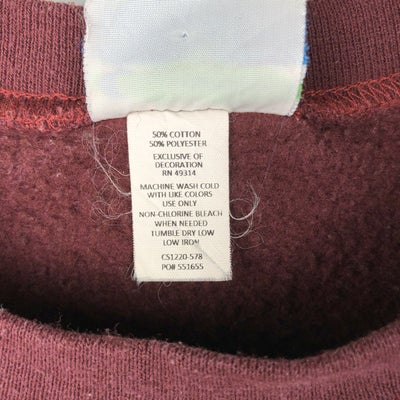 50% COTTON
50% POLYESTER
EXCLUSIVE OF
DECORATION
RN 49314
MACHINE WASH COLD
WITH LIKE COLORS
USE ONLY
NON-CHLORINE BLEACH
WHEN NEEDED
TUMBLE DRY LOW
LOW IRON
CS1220-578
PO# 551655